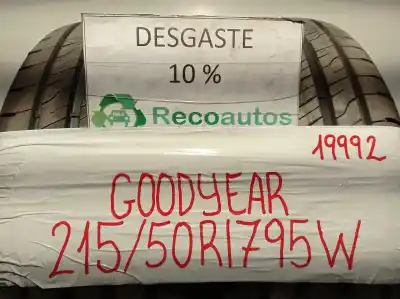 DESGASTE
10 %
Recoautos
19992
GOODYEAR
215/50R1795W